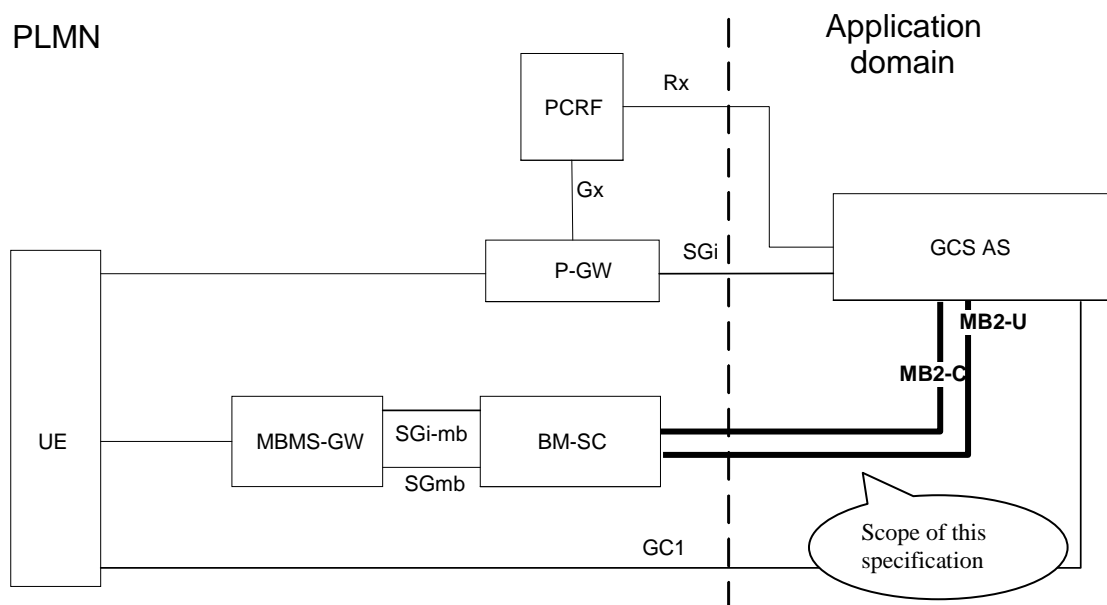 PLMN
Application
domain
Rx
PCRF
Gx
SGi
GCS AS
P-GW
MB2-U
MB2-C
UE
MBMS-GW
SGi-mb
BM-SC
SGmb
Scope of this
specification
GC1